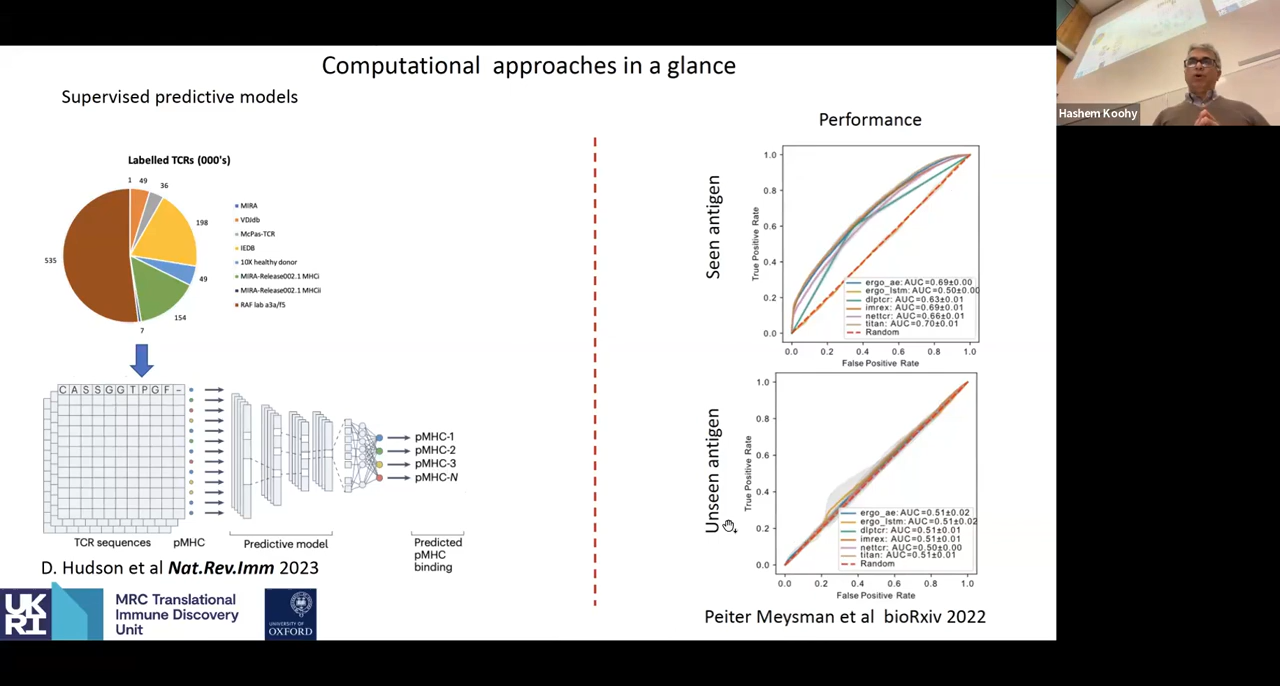 Computational approaches in a glance
Hashem Koohy
Supervised predictive models
Labelled TCRs (000's)
1
49
36
198
49
154
7
535
MIRA
VDJdb
McPas-TCR
IEDB
10X healthy donor
MIRA-Release002.1 MHCi
MIRA-Release002.1 MHCii
RAF lab a3a/f5
C A S S G G T P G F –
pMHC-1
pMHC-2
pMHC-3
pMHC-N
TCR sequences
pMHC
Predictive model
Predicted
pMHC
binding
D. Hudson et al Nat.Rev.Imm 2023
UK
RI
MRC Translational
Immune Discovery
Unit
UNIVERSITY OF
OXFORD
Performance
Seen antigen
True Positive Rate
1.0
0.8
0.6
0.4
0.2
0.0
ergo_ae: AUC=0.69±0.00
ergo_lstm: AUC=0.50±0.00
dlptcr: AUC=0.63±0.01
imrex: AUC=0.69±0.01
nettcr: AUC=0.66±0.01
titan: AUC=0.70±0.01
Random
0.0 0.2 0.4 0.6 0.8 1.0
False Positive Rate
Unseen antigen
True Positive Rate
1.0
0.8
0.6
0.4
0.2
0.0
ergo_ae: AUC=0.51±0.02
ergo_lstm: AUC=0.51±0.02
dlptcr: AUC=0.51±0.01
imrex: AUC=0.51±0.01
nettcr: AUC=0.50±0.00
titan: AUC=0.51±0.01
Random
0.0 0.2 0.4 0.6 0.8 1.0
False Positive Rate
Peiter Meysman et al bioRxiv 2022